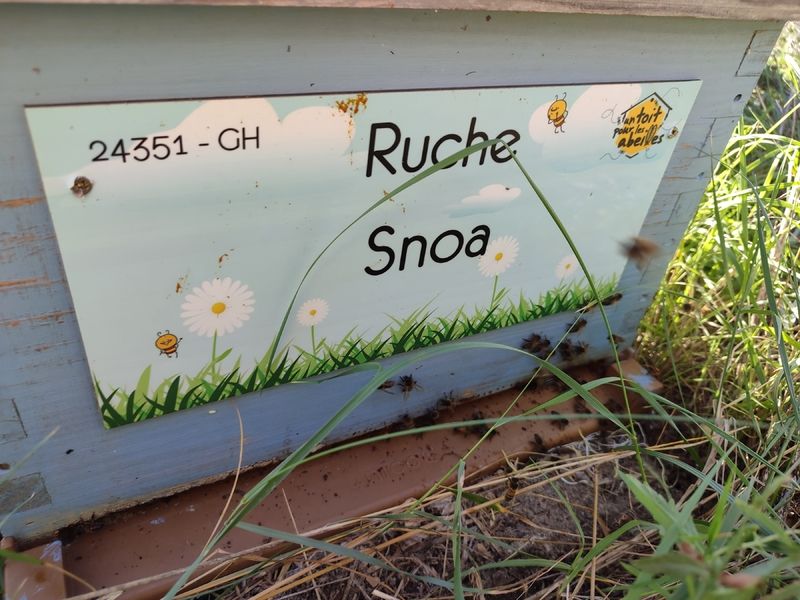 24351 - GH
Ruche
Snoa
un toit
pour les
abeilles